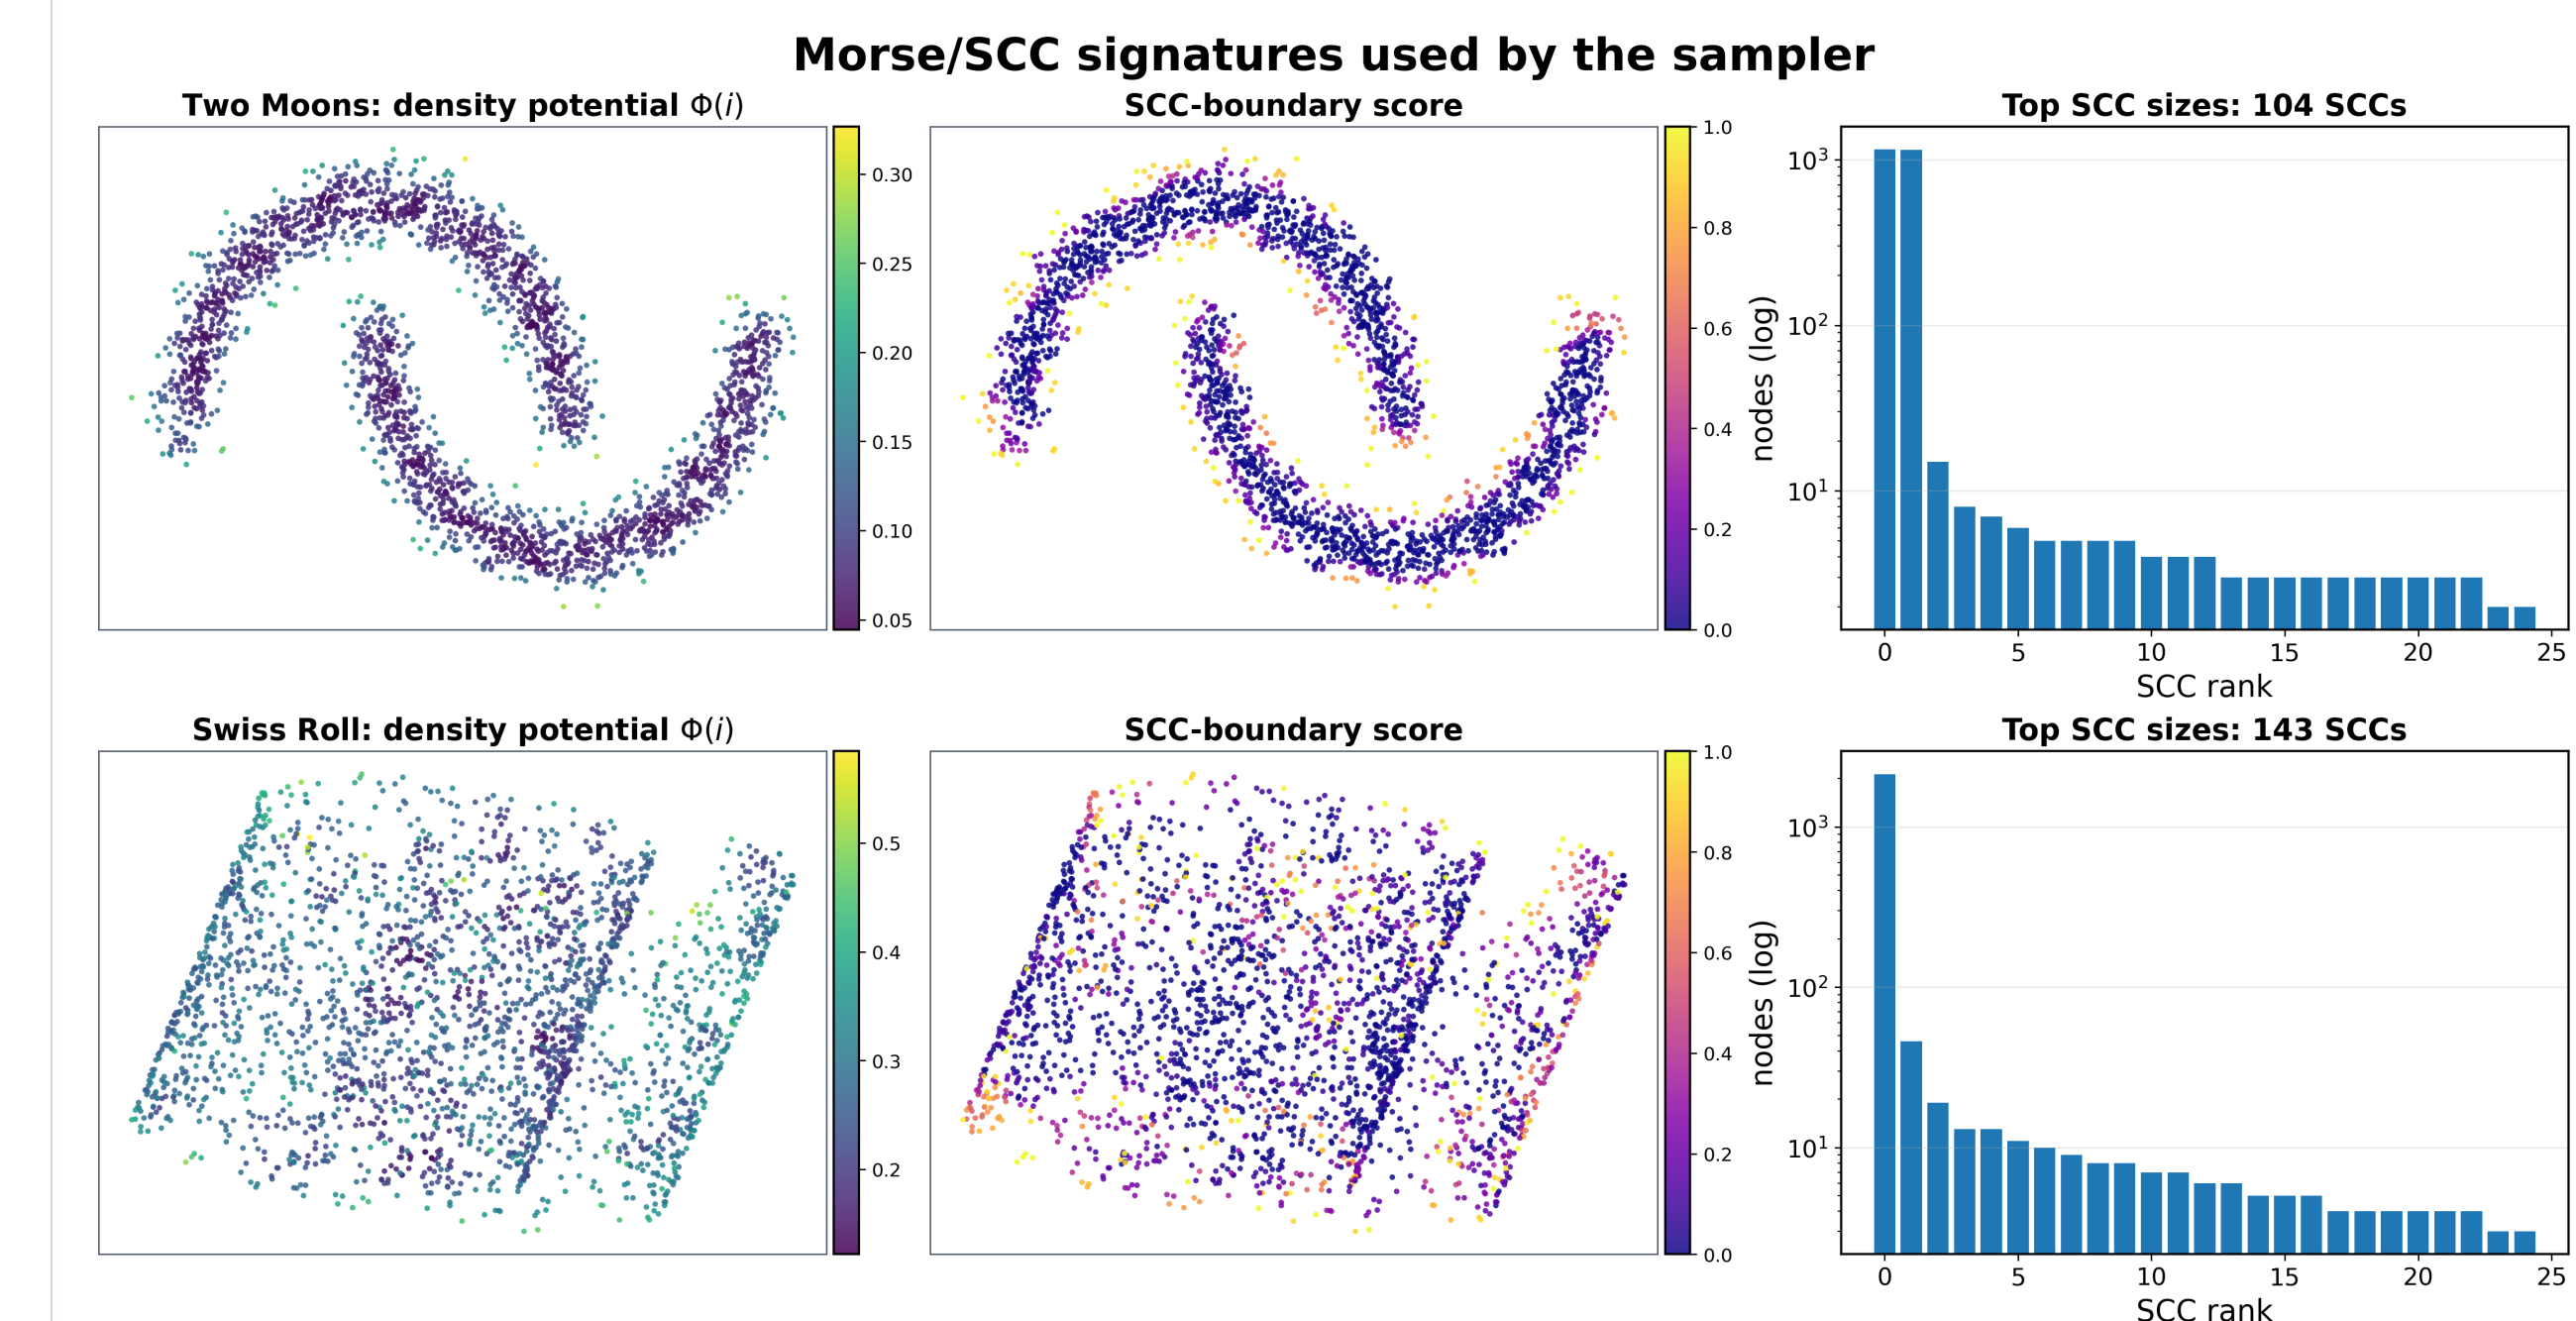 Morse/SCC signatures used by the sampler
Two Moons: density potential Φ(i)
SCC-boundary score
Top SCC sizes: 104 SCCs
0.30
0.25
0.20
0.15
0.10
0.05
1.0
0.8
0.6
0.4
0.2
0.0
nodes (log)
10³
10²
10¹
0 5 10 15 20 25
SCC rank
Swiss Roll: density potential Φ(i)
SCC-boundary score
Top SCC sizes: 143 SCCs
0.5
0.4
0.3
0.2
1.0
0.8
0.6
0.4
0.2
0.0
nodes (log)
10³
10²
10¹
0 5 10 15 20 25
SCC rank